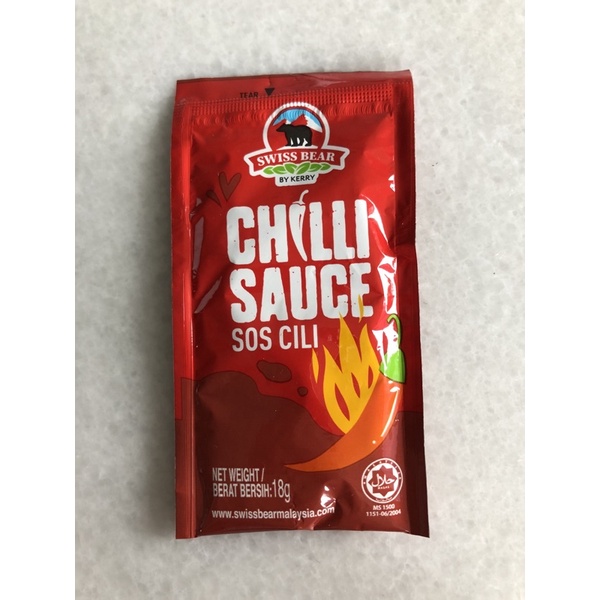 TEAR
SWISS BEAR
BY KERRY
CHILLI
SAUCE
SOS CILI
NET WEIGHT/
BERAT BERSIH:18g
www.swissbearmalaysia.com
حلال
MS 1500
1151-06/2004